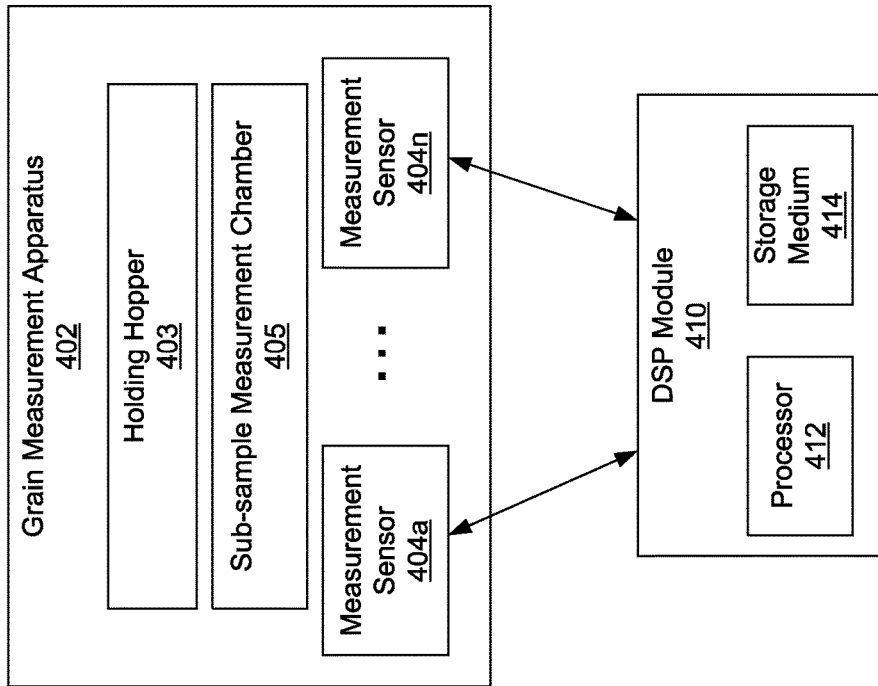 Grain Measurement Apparatus
402
Holding Hopper
403
Sub-sample Measurement Chamber
405
Measurement
Sensor
404a
...
Measurement
Sensor
404n
DSP Module
410
Processor
412
Storage
Medium
414